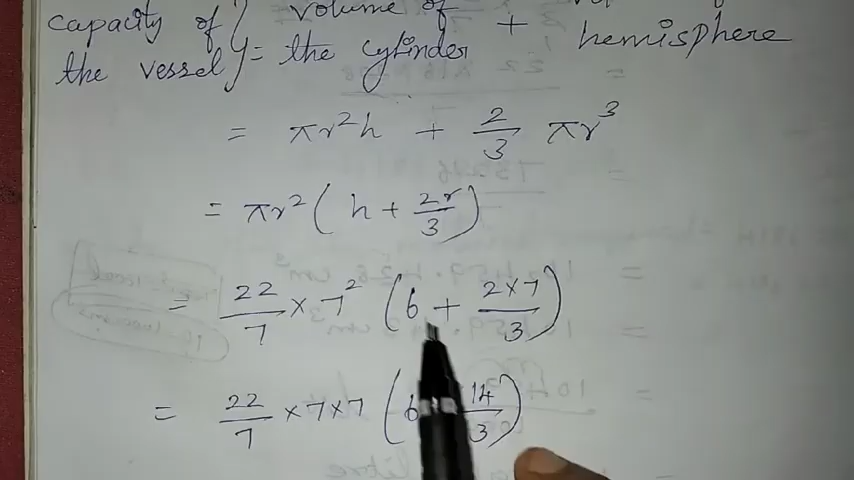 capacity of } volume of
the vessel } = the cylinder + hemisphere
= πr²h + 2/3 πr³
= πr² ( h + 2r/3 )
= 22/7 × 7² ( 6 + 2×7/3 )
= 22/7 × 7 × 7 ( 6 14/3 )